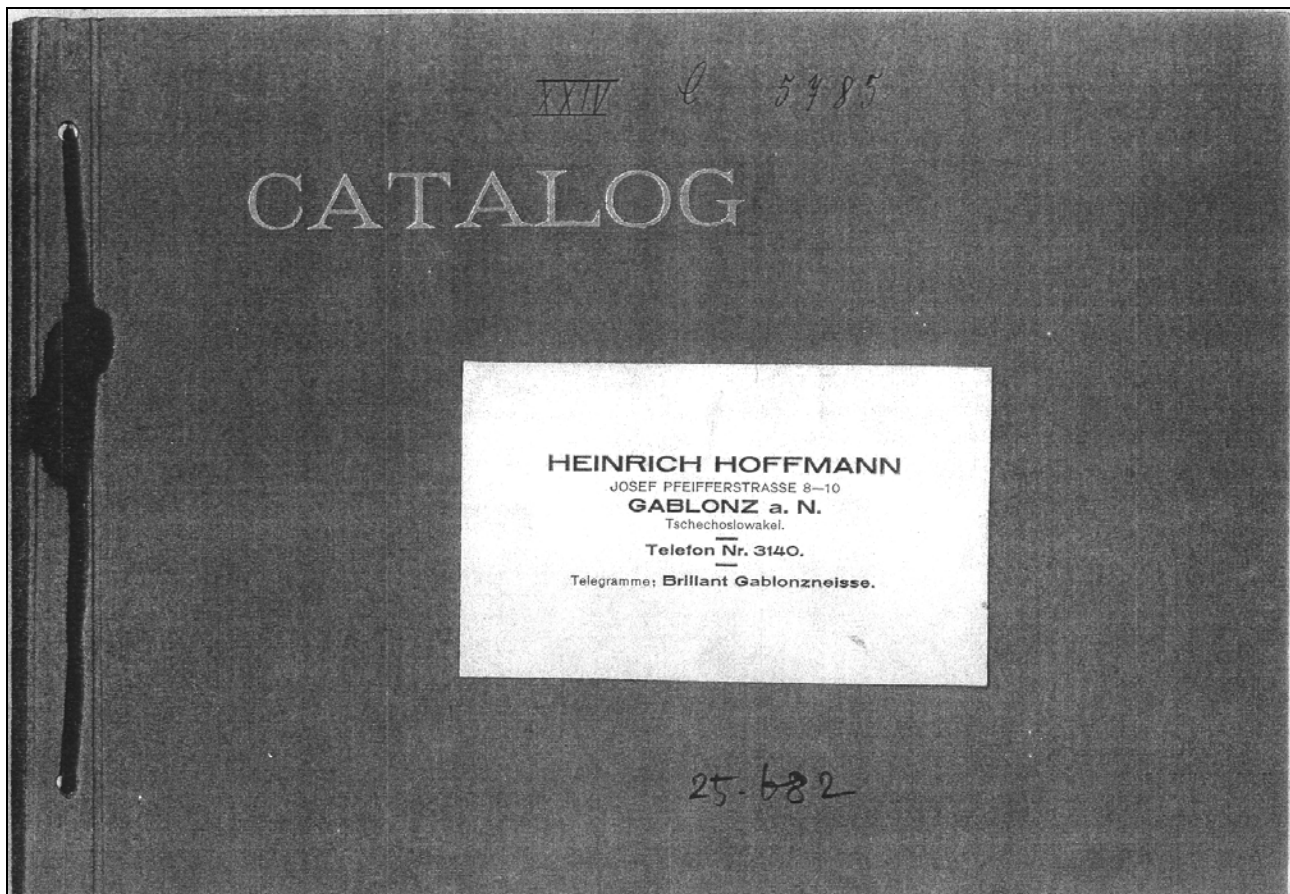 XXIV C 5785
CATALOG
HEINRICH HOFFMANN
JOSEF PFEIFFERSTRASSE 8—10
GABLONZ a. N.
Tschechoslowakei.
Telefon Nr. 3140.
Telegramme: Brillant Gablonzneisse.
25.682